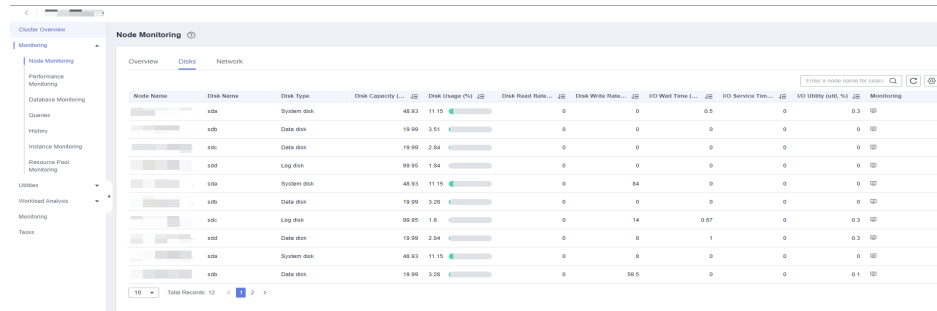 Cluster Overview
Monitoring
Node Monitoring
Performance
Monitoring
Database Monitoring
Queries
History
Instance Monitoring
Resource Pool
Monitoring
Utilities
Workload Analysis
Monitoring
Tasks
Node Monitoring
Overview Disks Network
Enter a node name for searc
Node Name Disk Name Disk Type Disk Capacity (... Disk Usage (%) Disk Read Rate... Disk Write Rate... I/O Wait Time (... I/O Service Tim... I/O Utility (util, %) Monitoring
sda System disk 48.93 11.15 0 0 0.5 0 0.3
sdb Data disk 19.99 3.51 0 0 0 0 0
sdc Data disk 19.99 2.84 0 0 0 0 0
sdd Log disk 99.95 1.84 0 0 0 0 0
sda System disk 48.93 11.15 0 84 0 0 0
sdb Data disk 19.99 3.28 0 0 0 0 0
sdc Log disk 99.95 1.8 0 14 0.67 0 0.3
sdd Data disk 19.99 2.84 0 8 1 0 0.3
sda System disk 48.93 11.15 0 8 0 0 0
sdb Data disk 19.99 3.28 0 59.5 0 0 0.1
10 Total Records: 12 < 1 2 >